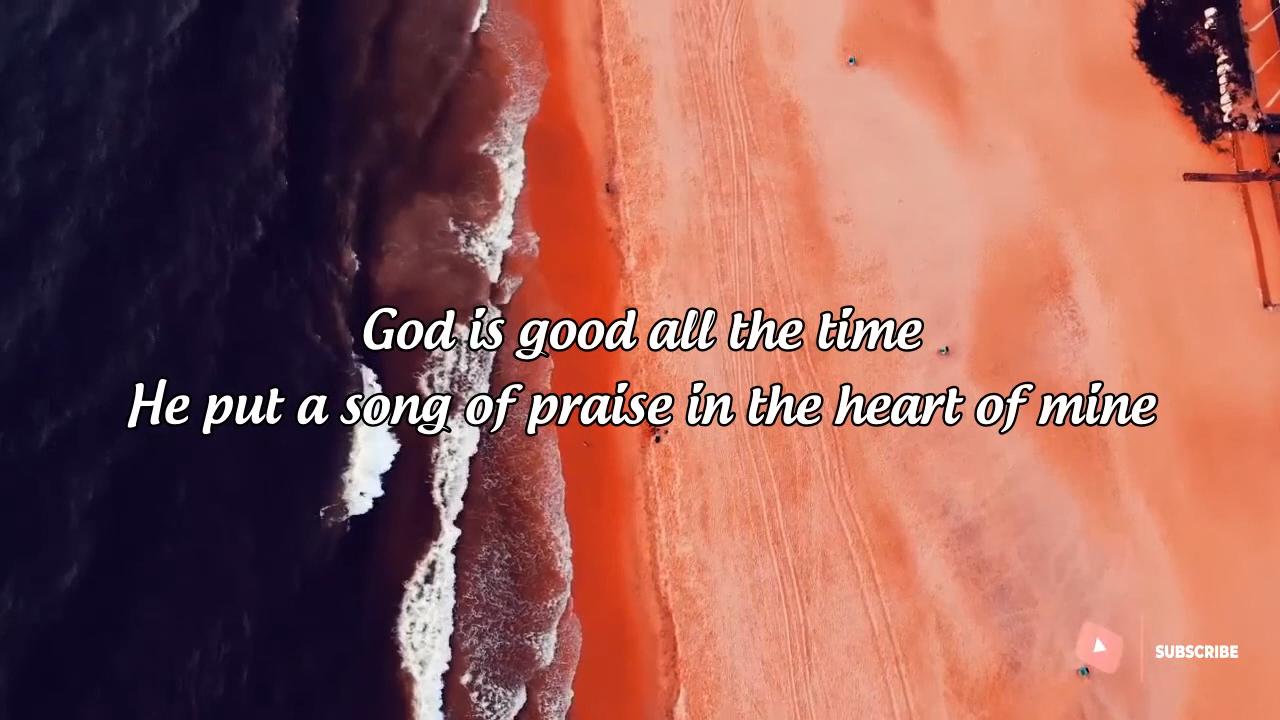 God is good all the time
He put a song of praise in the heart of mine
SUBSCRIBE